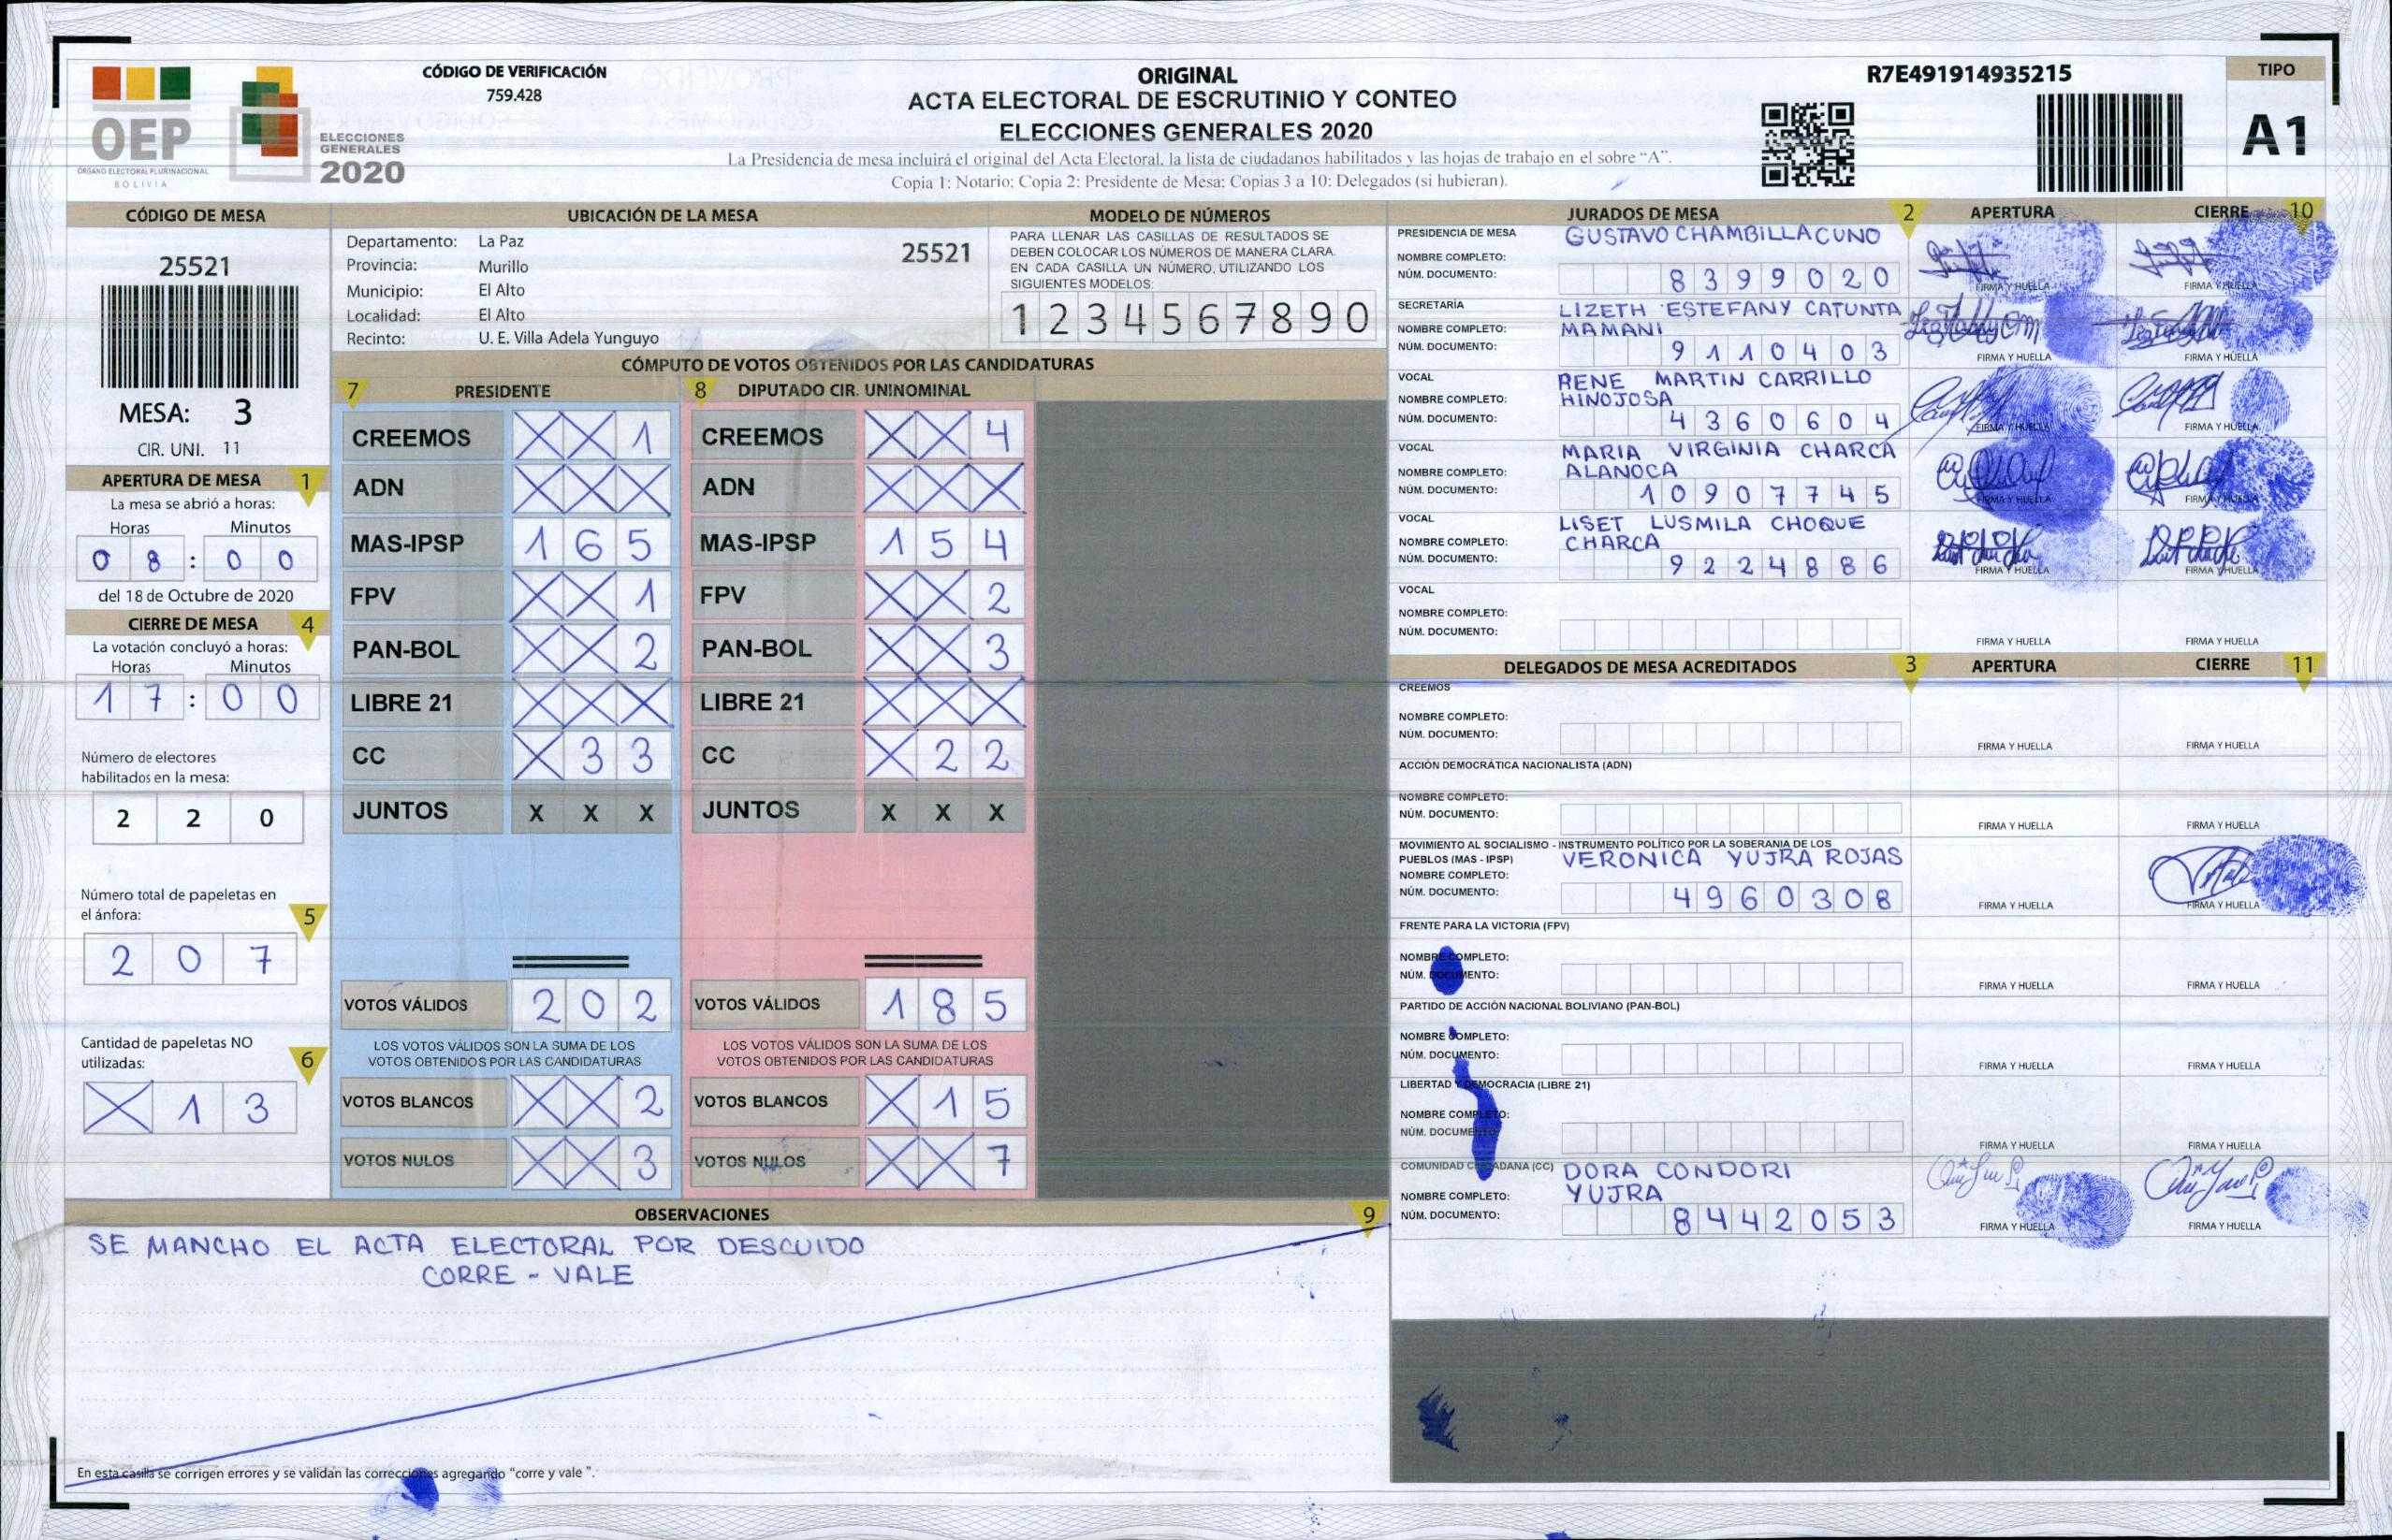 CÓDIGO DE VERIFICACIÓN
759.428
OEP
ÓRGANO ELECTORAL PLURINACIONAL
BOLIVIA
ELECCIONES
GENERALES
2020
ORIGINAL
ACTA ELECTORAL DE ESCRUTINIO Y CONTEO
ELECCIONES GENERALES 2020
La Presidencia de mesa incluirá el original del Acta Electoral, la lista de ciudadanos habilitados y las hojas de trabajo en el sobre "A".
Copia 1: Notario; Copia 2: Presidente de Mesa; Copias 3 a 10: Delegados (si hubieran).
R7E491914935215
TIPO
A1
CÓDIGO DE MESA
25521
MESA: 3
CIR. UNI. 11
APERTURA DE MESA 1
La mesa se abrió a horas:
Horas Minutos
0 8 : 0 0
del 18 de Octubre de 2020
CIERRE DE MESA 4
La votación concluyó a horas:
Horas Minutos
1 7 : 0 0
Número de electores
habilitados en la mesa:
2 2 0
Número total de papeletas en
el ánfora: 5
2 0 7
Cantidad de papeletas NO
utilizadas: 6
X 1 3
UBICACIÓN DE LA MESA
Departamento: La Paz 25521
Provincia: Murillo
Municipio: El Alto
Localidad: El Alto
Recinto: U. E. Villa Adela Yunguyo
MODELO DE NÚMEROS
PARA LLENAR LAS CASILLAS DE RESULTADOS SE
DEBEN COLOCAR LOS NÚMEROS DE MANERA CLARA.
EN CADA CASILLA UN NÚMERO, UTILIZANDO LOS
SIGUIENTES MODELOS:
1 2 3 4 5 6 7 8 9 0
CÓMPUTO DE VOTOS OBTENIDOS POR LAS CANDIDATURAS
7 PRESIDENTE 8 DIPUTADO CIR. UNINOMINAL
CREEMOS X X 1 CREEMOS X X 4
ADN X X X ADN X X X
MAS-IPSP 1 6 5 MAS-IPSP 1 5 4
FPV X X 1 FPV X X 2
PAN-BOL X X 2 PAN-BOL X X 3
LIBRE 21 X X X LIBRE 21 X X X
CC X 3 3 CC X 2 2
JUNTOS X X X JUNTOS X X X
VOTOS VÁLIDOS 2 0 2 VOTOS VÁLIDOS 1 8 5
LOS VOTOS VÁLIDOS SON LA SUMA DE LOS LOS VOTOS VÁLIDOS SON LA SUMA DE LOS
VOTOS OBTENIDOS POR LAS CANDIDATURAS VOTOS OBTENIDOS POR LAS CANDIDATURAS
VOTOS BLANCOS X X 2 VOTOS BLANCOS X 1 5
VOTOS NULOS X X 3 VOTOS NULOS X X 7
OBSERVACIONES 9
SE MANCHO EL ACTA ELECTORAL POR DESCUIDO
CORRE - VALE
En esta casilla se corrigen errores y se validan las correcciones agregando "corre y vale ".
JURADOS DE MESA 2 APERTURA CIERRE 10
PRESIDENCIA DE MESA GUSTAVO CHAMBILLA CUNO
NOMBRE COMPLETO:
NÚM. DOCUMENTO: 8 3 9 9 0 2 0 FIRMA Y HUELLA FIRMA Y HUELLA
SECRETARÍA LIZETH ESTEFANY CATUNTA
NOMBRE COMPLETO: MAMANI
NÚM. DOCUMENTO: 9 1 1 0 4 0 3 FIRMA Y HUELLA FIRMA Y HUELLA
VOCAL RENE MARTIN CARRILLO
NOMBRE COMPLETO: HINOJOSA
NÚM. DOCUMENTO: 4 3 6 0 6 0 4 FIRMA Y HUELLA FIRMA Y HUELLA
VOCAL MARIA VIRGINIA CHARCA
NOMBRE COMPLETO: ALANOCA
NÚM. DOCUMENTO: 1 0 9 0 7 7 4 5 FIRMA Y HUELLA FIRMA Y HUELLA
VOCAL LISET LUSMILA CHOQUE
NOMBRE COMPLETO: CHARCA
NÚM. DOCUMENTO: 9 2 2 4 8 8 6 FIRMA Y HUELLA FIRMA Y HUELLA
VOCAL
NOMBRE COMPLETO:
NÚM. DOCUMENTO: FIRMA Y HUELLA FIRMA Y HUELLA
DELEGADOS DE MESA ACREDITADOS 3 APERTURA CIERRE 11
CREEMOS
NOMBRE COMPLETO:
NÚM. DOCUMENTO: FIRMA Y HUELLA FIRMA Y HUELLA
ACCIÓN DEMOCRÁTICA NACIONALISTA (ADN)
NOMBRE COMPLETO:
NÚM. DOCUMENTO: FIRMA Y HUELLA FIRMA Y HUELLA
MOVIMIENTO AL SOCIALISMO - INSTRUMENTO POLÍTICO POR LA SOBERANIA DE LOS
PUEBLOS (MAS - IPSP) VERONICA YUJRA ROJAS
NOMBRE COMPLETO:
NÚM. DOCUMENTO: 4 9 6 0 3 0 8 FIRMA Y HUELLA FIRMA Y HUELLA
FRENTE PARA LA VICTORIA (FPV)
NOMBRE COMPLETO:
NÚM. DOCUMENTO: FIRMA Y HUELLA FIRMA Y HUELLA
PARTIDO DE ACCIÓN NACIONAL BOLIVIANO (PAN-BOL)
NOMBRE COMPLETO:
NÚM. DOCUMENTO: FIRMA Y HUELLA FIRMA Y HUELLA
LIBERTAD Y DEMOCRACIA (LIBRE 21)
NOMBRE COMPLETO:
NÚM. DOCUMENTO: FIRMA Y HUELLA FIRMA Y HUELLA
COMUNIDAD CIUDADANA (CC) DORA CONDORI
NOMBRE COMPLETO: YUJRA
NÚM. DOCUMENTO: 8 4 4 2 0 5 3 FIRMA Y HUELLA FIRMA Y HUELLA